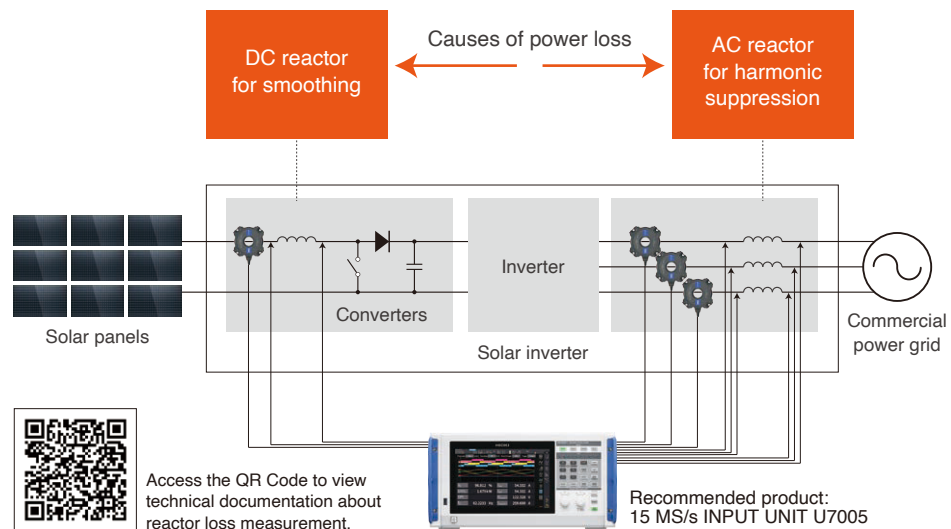 DC reactor
for smoothing
Causes of power loss
AC reactor
for harmonic
suppression
Solar panels
Converters
Inverter
Solar inverter
Commercial
power grid
Access the QR Code to view
technical documentation about
reactor loss measurement.
Recommended product:
15 MS/s INPUT UNIT U7005